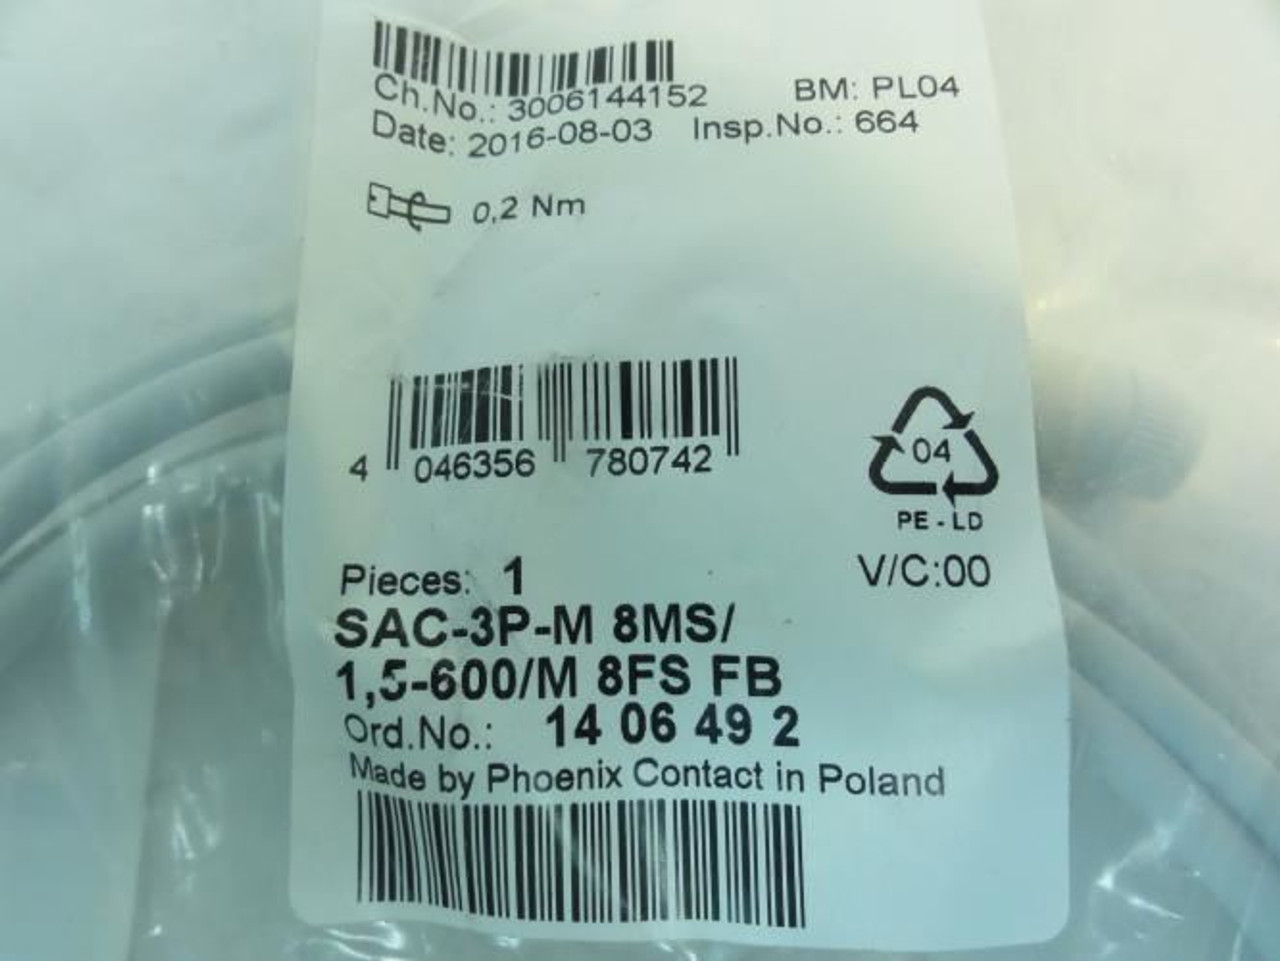 Ch.No.: 3006144152 BM: PL04
Date: 2016-08-03 Insp.No.: 664
0,2 Nm
4 046356 780742
04
PE-LD
Pieces: 1 V/C:00
SAC-3P-M 8MS/
1,5-600/M 8FS FB
Ord.No.: 14 06 49 2
Made by Phoenix Contact in Poland